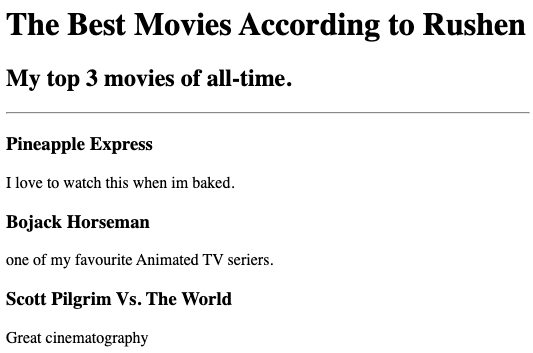 The Best Movies According to Rushen
My top 3 movies of all-time.
Pineapple Express
I love to watch this when im baked.
Bojack Horseman
one of my favourite Animated TV seriers.
Scott Pilgrim Vs. The World
Great cinematography